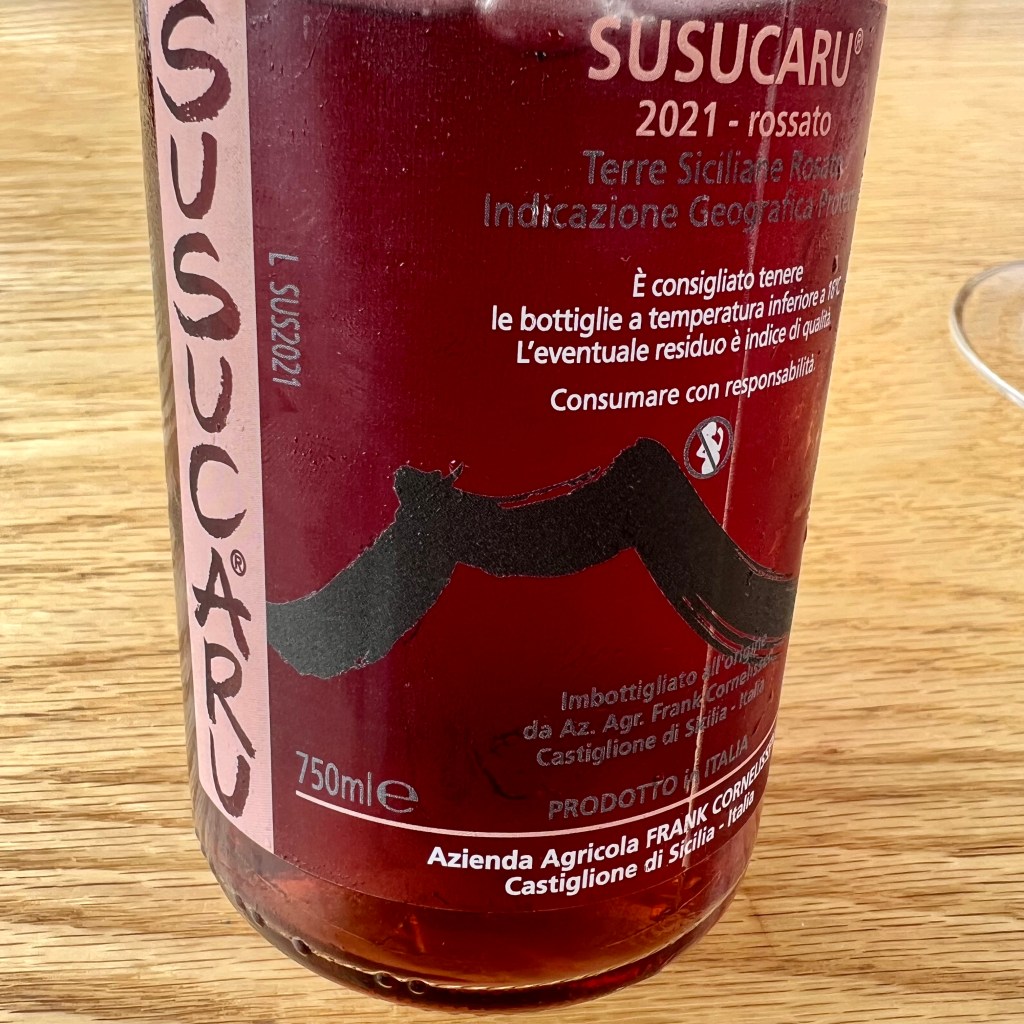 SUSUCARU®
SUSUCARU®
2021 - rossato
Terre Siciliane
Indicazione Geografica
L SUS2021
È consigliato tenere
le bottiglie a temperatura inferiore a 16°C
L'eventuale residuo è indice di qualità.
Consumare con responsabilità.
Imbottigliato all'origine
da Az. Agr. Frank
Castiglione di Sicilia - Italia
PRODOTTO in ITALIA
750ml e
Azienda Agricola FRANK
Castiglione di Sicilia - Italia